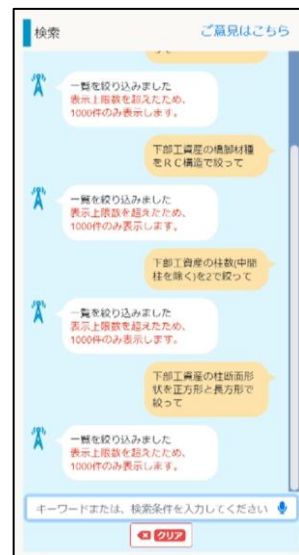 検索
ご意見はこちら
って
一覧を絞り込みました
表示上限数を超えたため、
1000件のみ表示します。
下部工資産の橋脚材種
をＲＣ構造で絞って
一覧を絞り込みました
表示上限数を超えたため、
1000件のみ表示します。
下部工資産の柱数(中間
柱を除く)を2で絞って
一覧を絞り込みました
表示上限数を超えたため、
1000件のみ表示します。
下部工資産の柱断面形
状を正方形と長方形で
絞って
一覧を絞り込みました
表示上限数を超えたため、
1000件のみ表示します。
キーワードまたは、検索条件を入力してください
クリア